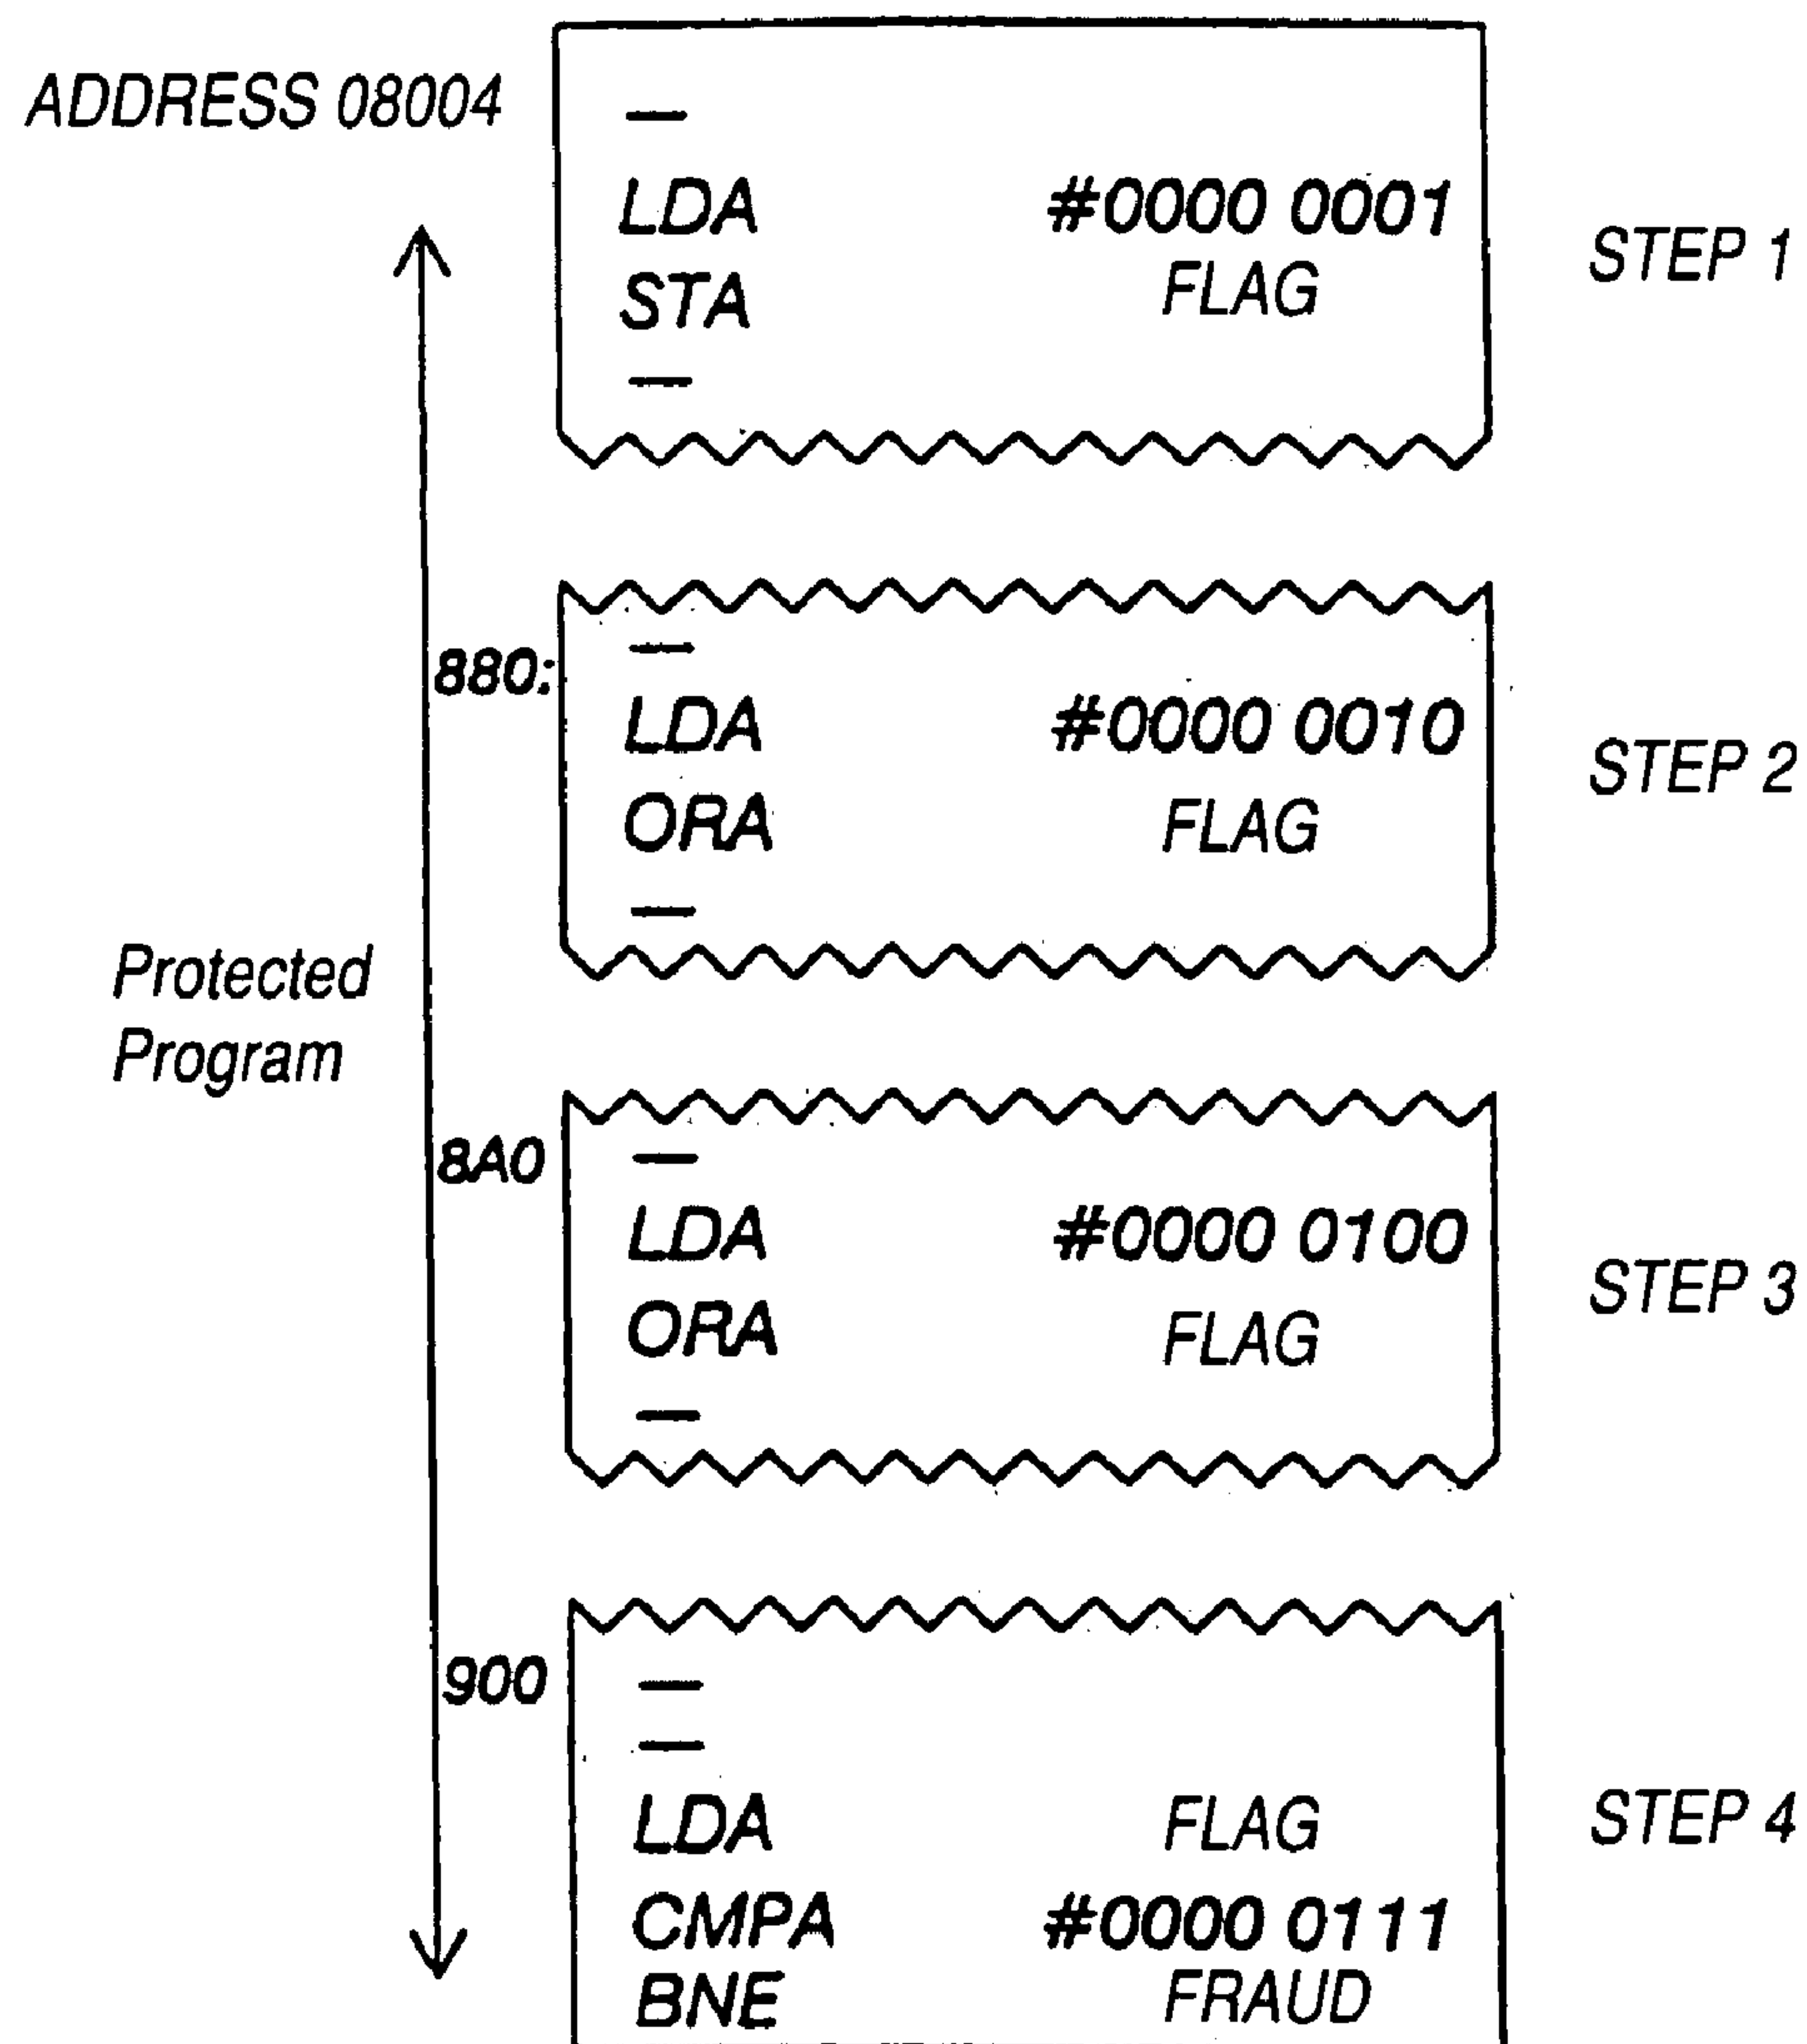 ADDRESS 08004
—
LDA #0000 0001
STA FLAG
—
STEP 1
880:
—
LDA #0000 0010
ORA FLAG
—
STEP 2
Protected
Program
8A0
—
LDA #0000 0100
ORA FLAG
—
STEP 3
900
—
—
LDA FLAG
CMPA #0000 0111
BNE FRAUD
STEP 4